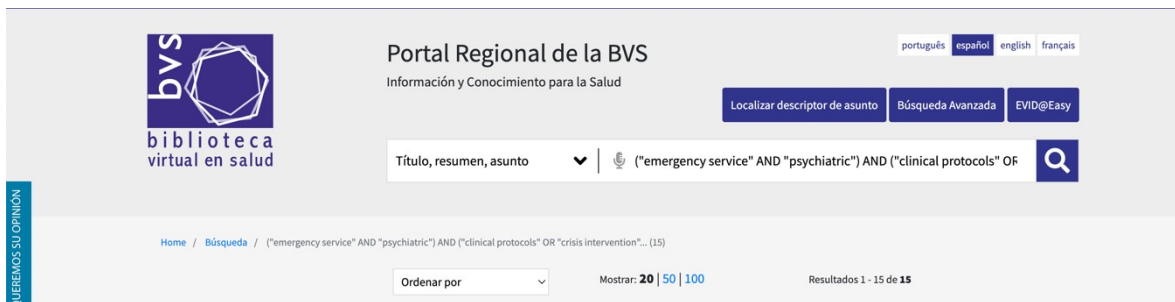 bvs
biblioteca
virtual en salud
Portal Regional de la BVS
Información y Conocimiento para la Salud
português español english français
Localizar descriptor de asunto Búsqueda Avanzada EVID@Easy
Título, resumen, asunto ("emergency service" AND "psychiatric") AND ("clinical protocols" OR
QUEREMOS SU OPINIÓN
Home / Búsqueda / ("emergency service" AND "psychiatric") AND ("clinical protocols" OR "crisis intervention"... (15)
Ordenar por Mostrar: 20 | 50 | 100 Resultados 1 - 15 de 15